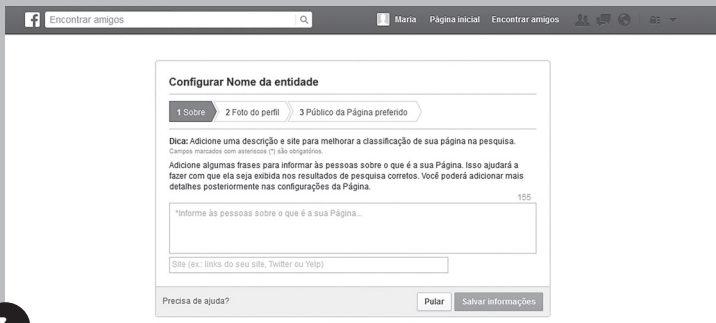 f Encontrar amigos Maria Página inicial Encontrar amigos
Configurar Nome da entidade
1 Sobre 2 Foto do perfil 3 Público da Página preferido
Dica: Adicione uma descrição e site para melhorar a classificação de sua página na pesquisa.
Campos marcados com asteriscos (*) são obrigatórios.
Adicione algumas frases para informar às pessoas sobre o que é a sua Página. Isso ajudará a
fazer com que ela seja exibida nos resultados de pesquisa corretos. Você poderá adicionar mais
detalhes posteriormente nas configurações da Página.
155
*Informe às pessoas sobre o que é a sua Página...
Site (ex.: links do seu site, Twitter ou Yelp)
Precisa de ajuda? Pular Salvar informações